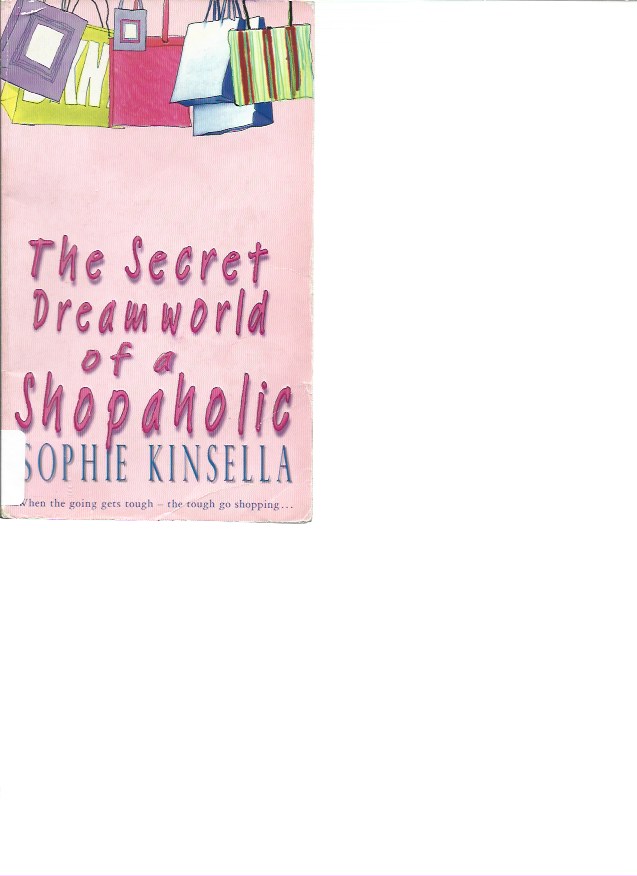 The Secret
Dreamworld
of a
Shopaholic
SOPHIE KINSELLA
When the going gets tough – the tough go shopping...